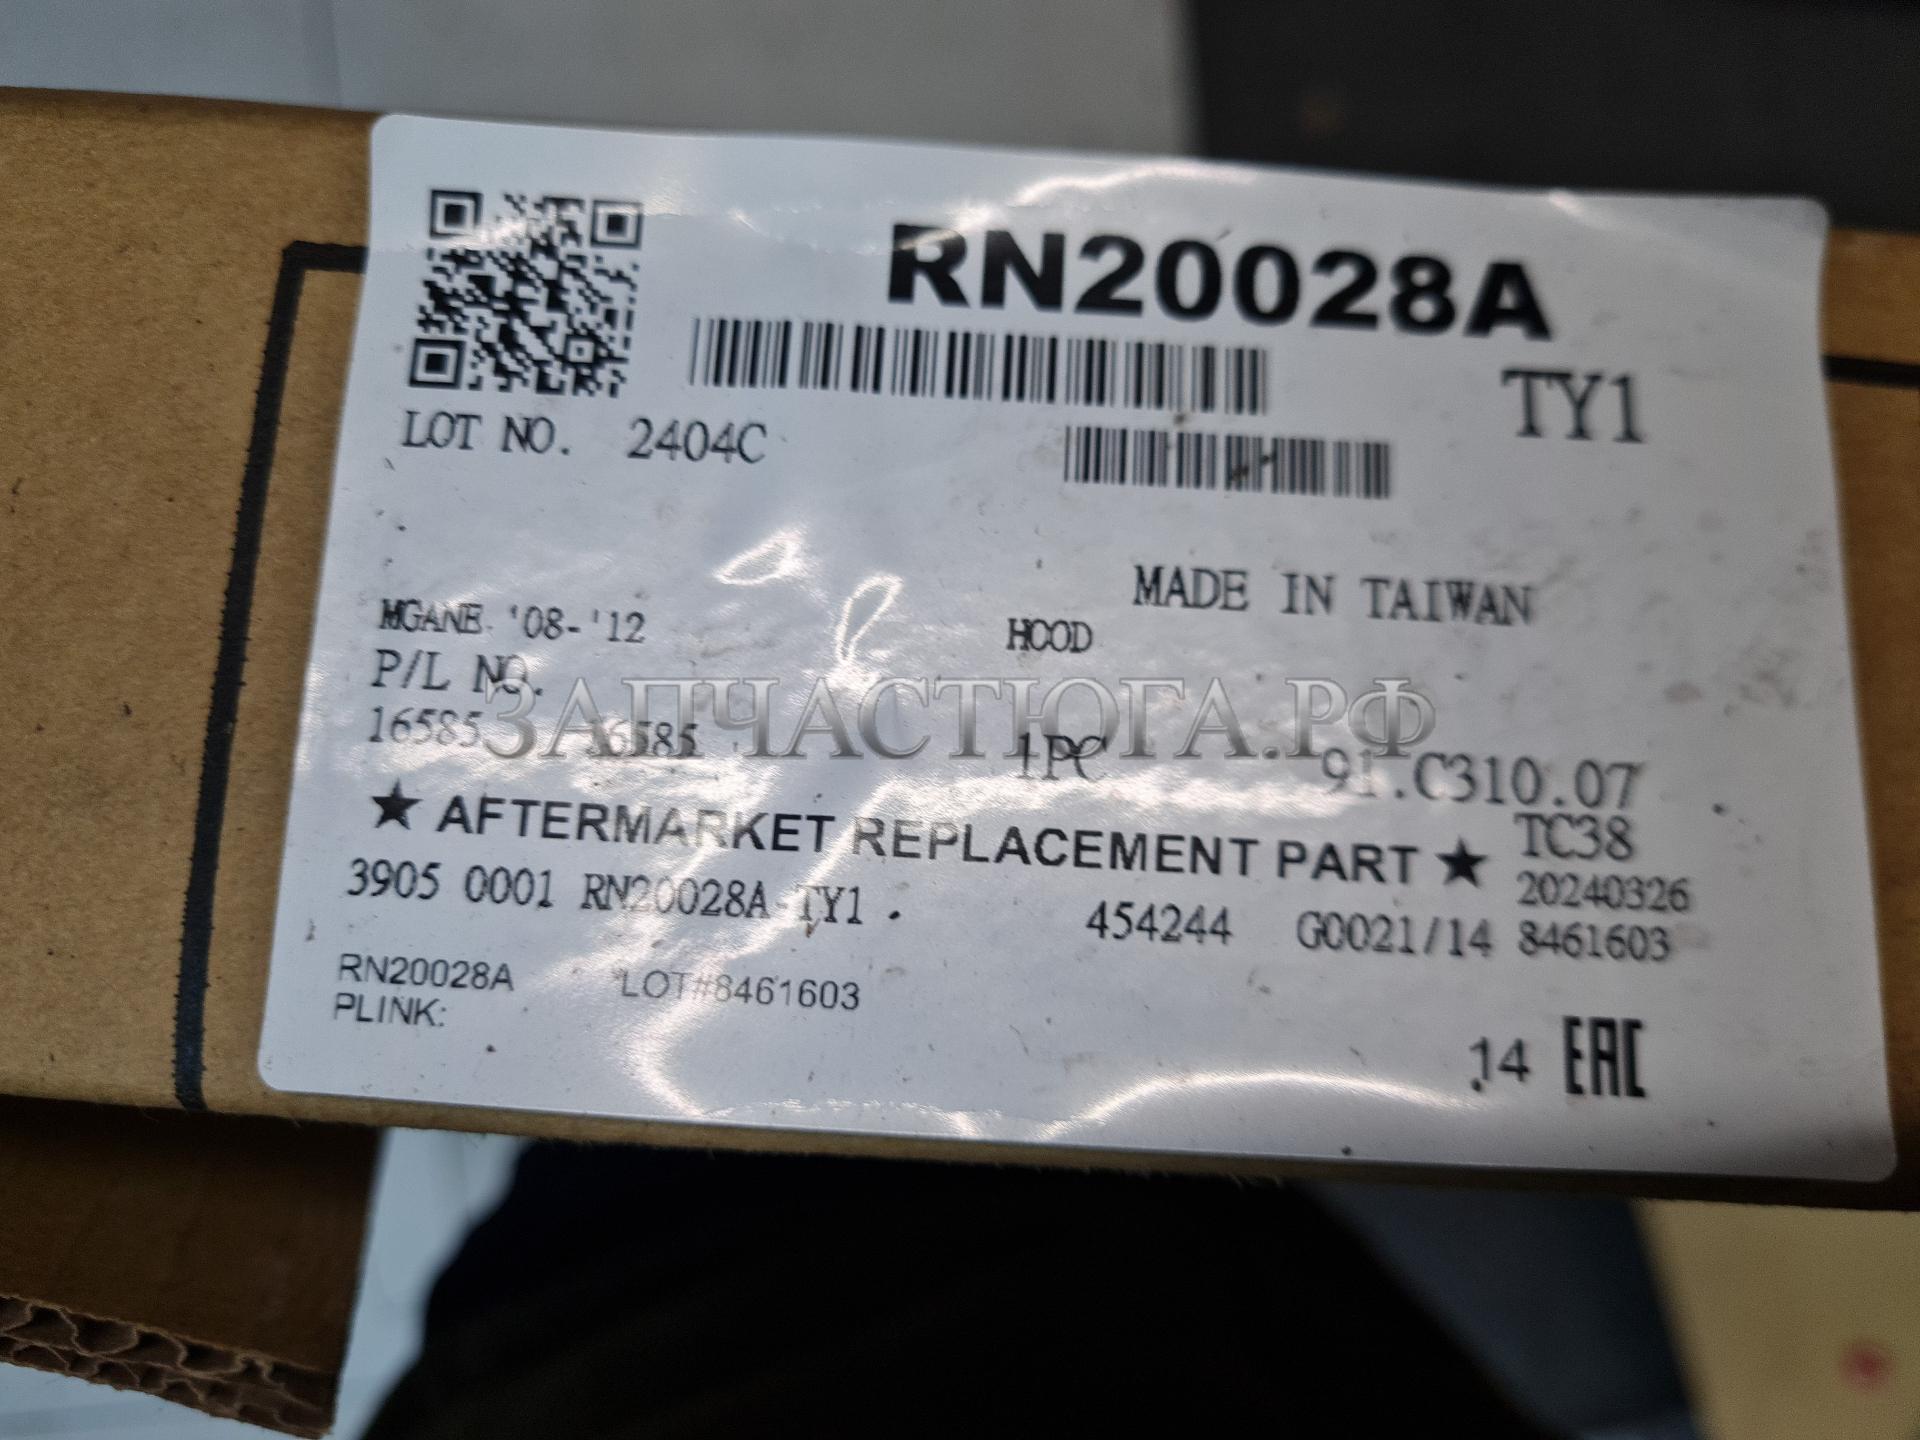 RN20028A
TY1
LOT NO. 2404C
MADE IN TAIWAN
MGANE '08-'12 HOOD
P/L NO.
ЗАПЧАСТЮГА.РФ
16585 16585 1PC 91.C310.07
★ AFTERMARKET REPLACEMENT PART ★ TC38
20240326
3905 0001 RN20028A-TY1 454244 G0021/14 8461603
RN20028A LOT#8461603
PLINK:
14 EAC